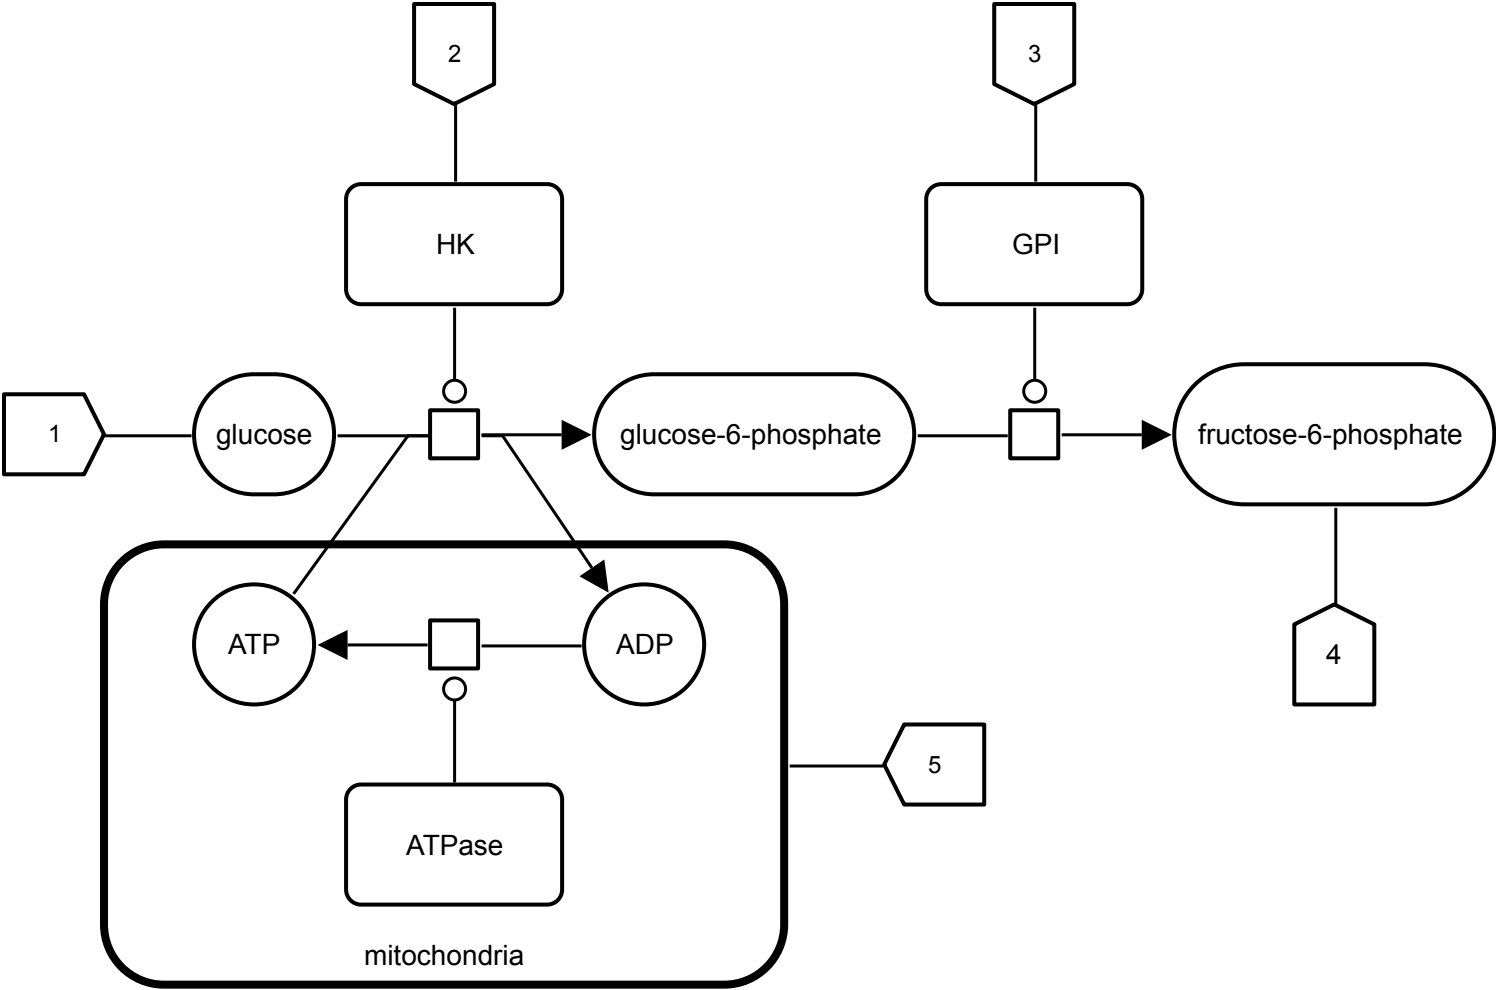 2
3
HK
GPI
1
glucose
glucose-6-phosphate
fructose-6-phosphate
ATP
ADP
4
5
ATPase
mitochondria